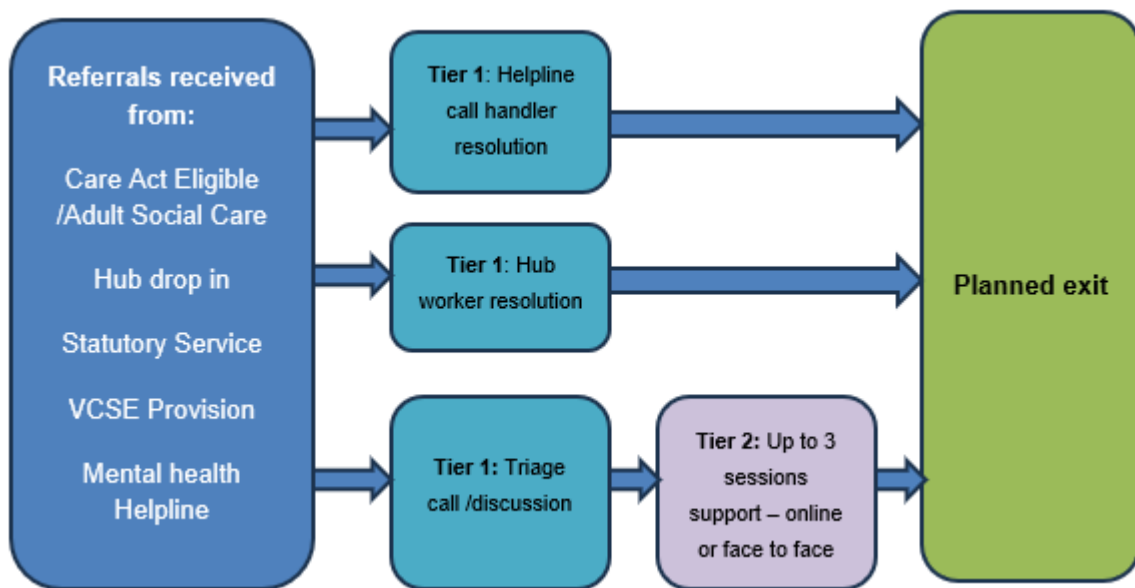 Referrals received
from:
Care Act Eligible
/Adult Social Care
Hub drop in
Statutory Service
VCSE Provision
Mental health
Helpline
Tier 1: Helpline
call handler
resolution
Tier 1: Hub
worker resolution
Tier 1: Triage
call /discussion
Tier 2: Up to 3
sessions
support – online
or face to face
Planned exit